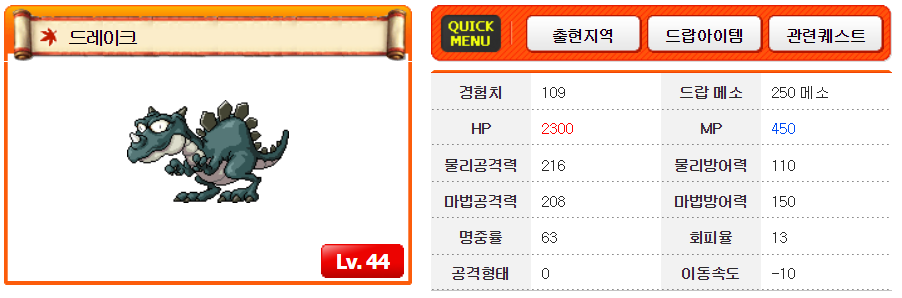 드레이크
Lv. 44
QUICK
MENU
출현지역 드랍아이템 관련퀘스트
경험치 109 드랍 메소 250 메소
HP 2300 MP 450
물리공격력 216 물리방어력 110
마법공격력 208 마법방어력 150
명중률 63 회피율 13
공격형태 0 이동속도 -10